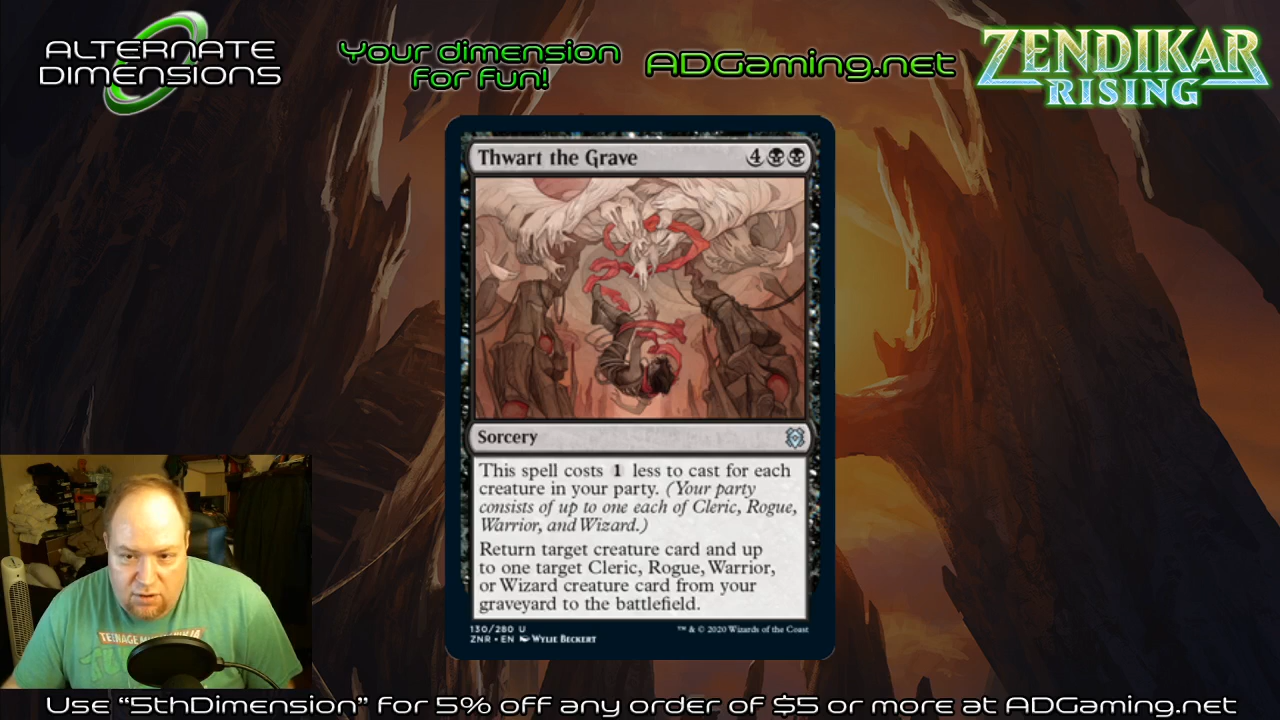 ALTERNATE
DIMENSIONS
Your dimension
For Fun!
ADGaming.net
ZENDIKAR
RISING
Thwart the Grave 4
Sorcery
This spell costs 1 less to cast for each
creature in your party. (Your party
consists of up to one each of Cleric, Rogue,
Warrior, and Wizard.)
Return target creature card and up
to one target Cleric, Rogue, Warrior,
or Wizard creature card from your
graveyard to the battlefield.
130/280 U
ZNR • EN WYLIE BECKERT
™ & © 2020 Wizards of the Coast
Use "5thDimension" For 5% oFF any order oF $5 or more at ADGaming.net